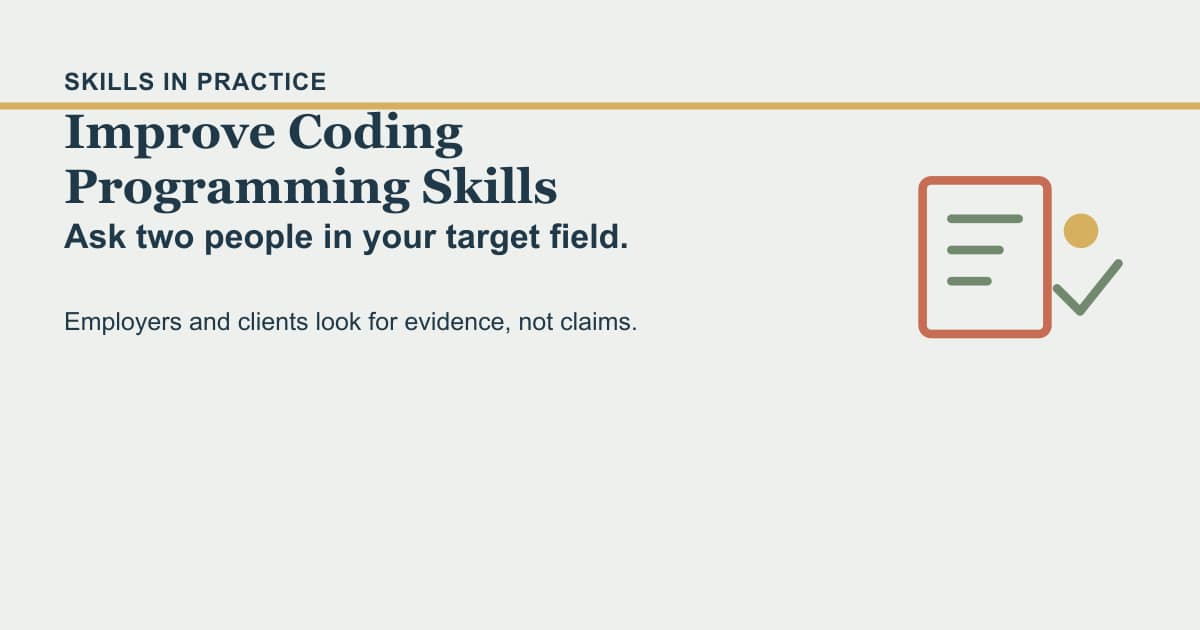 SKILLS IN PRACTICE
Improve Coding
Programming Skills
Ask two people in your target field.
Employers and clients look for evidence, not claims.